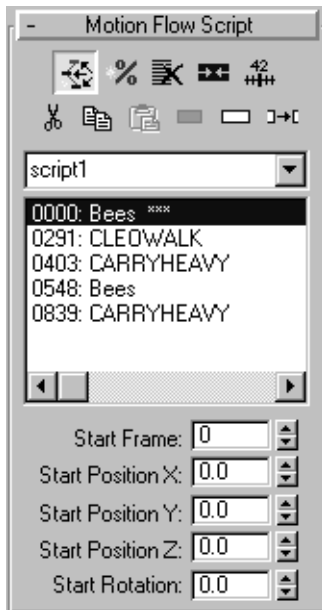 - Motion Flow Script
%
42
script1
0000: Bees ***
0291: CLEOWALK
0403: CARRYHEAVY
0548: Bees
0839: CARRYHEAVY
Start Frame: 0
Start Position X: 0.0
Start Position Y: 0.0
Start Position Z: 0.0
Start Rotation: 0.0